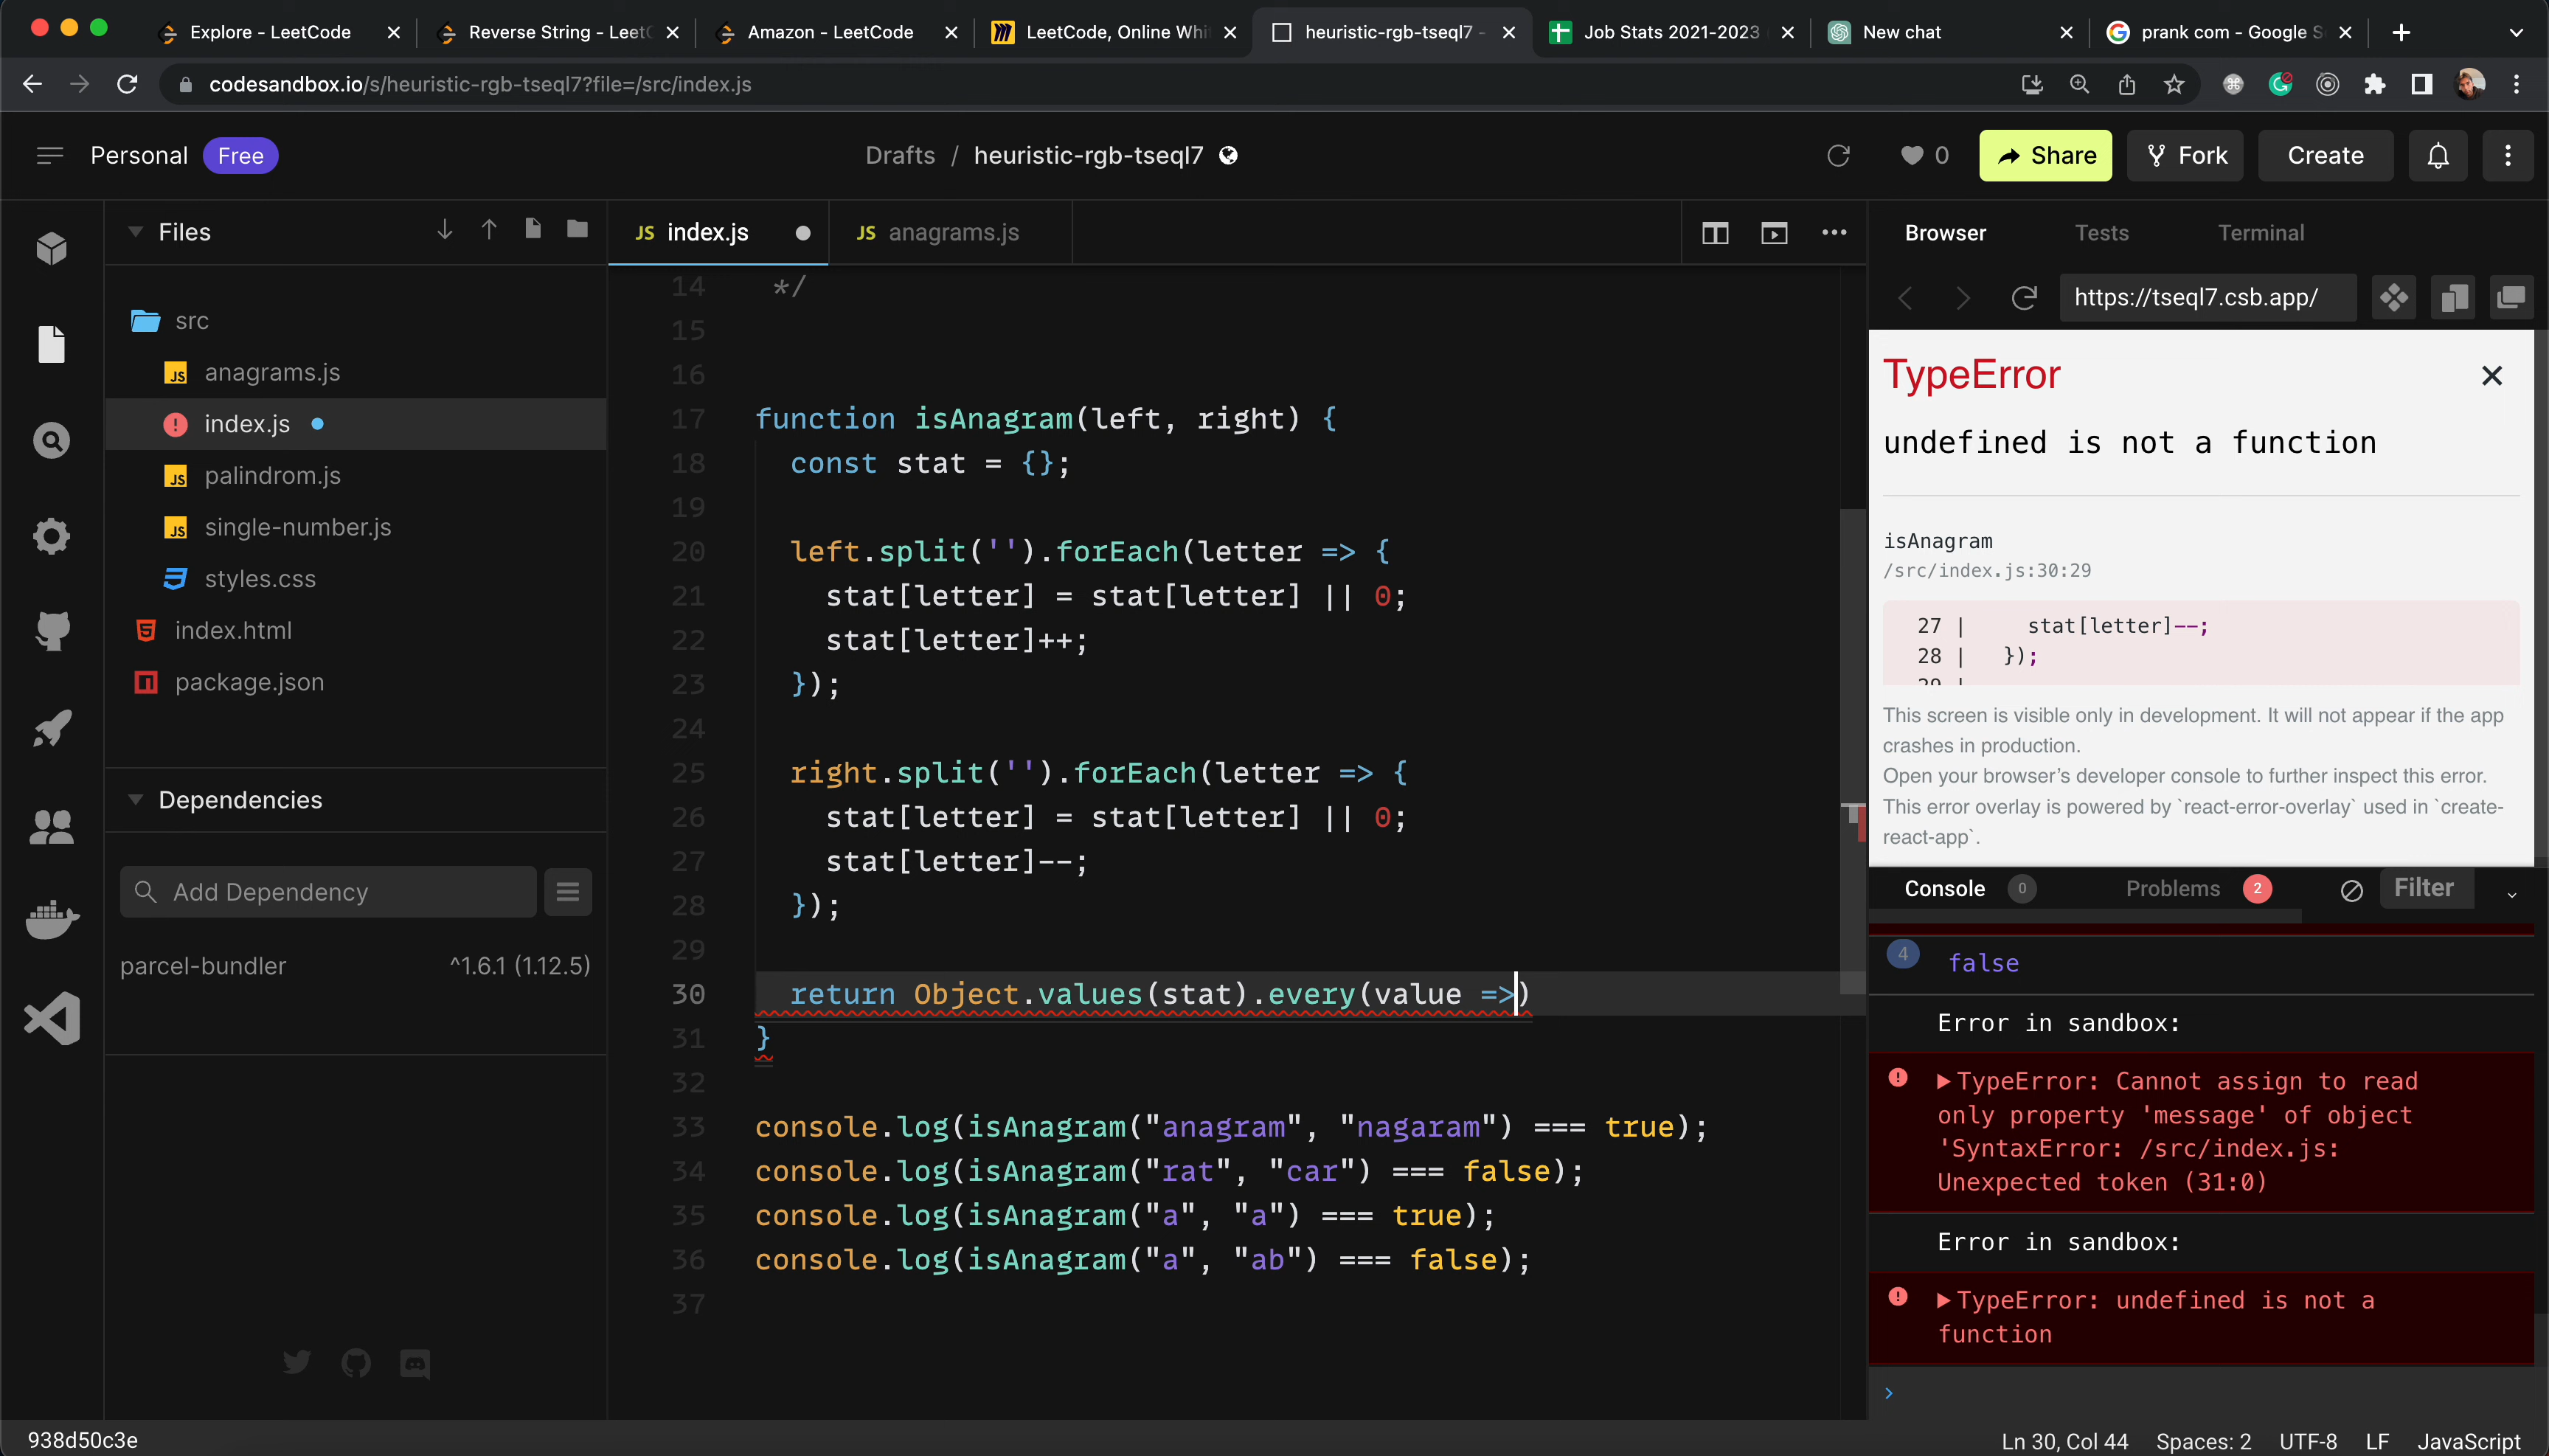 Explore - LeetCode
Reverse String - LeetC
Amazon - LeetCode
LeetCode, Online Whi
heuristic-rgb-tseql7 -
Job Stats 2021-2023
New chat
prank com - Google S
codesandbox.io/s/heuristic-rgb-tseql7?file=/src/index.js
Personal Free
Drafts / heuristic-rgb-tseql7
0
Share
Fork
Create
Files
src
JS anagrams.js
index.js
JS palindrom.js
JS single-number.js
styles.css
index.html
package.json
Dependencies
Add Dependency
parcel-bundler ^1.6.1 (1.12.5)
JS index.js
JS anagrams.js
14 */
15
16
17 function isAnagram(left, right) {
18 const stat = {};
19
20 left.split('').forEach(letter => {
21 stat[letter] = stat[letter] || 0;
22 stat[letter]++;
23 });
24
25 right.split('').forEach(letter => {
26 stat[letter] = stat[letter] || 0;
27 stat[letter]--;
28 });
29
30 return Object.values(stat).every(value =>)
31 }
32
33 console.log(isAnagram("anagram", "nagaram") === true);
34 console.log(isAnagram("rat", "car") === false);
35 console.log(isAnagram("a", "a") === true);
36 console.log(isAnagram("a", "ab") === false);
37
Browser Tests Terminal
https://tseql7.csb.app/
TypeError
undefined is not a function
isAnagram
/src/index.js:30:29
27 | stat[letter]--;
28 | });
29 |
This screen is visible only in development. It will not appear if the app
crashes in production.
Open your browser’s developer console to further inspect this error.
This error overlay is powered by `react-error-overlay` used in `create-
react-app`.
Console 0 Problems 2 Filter
4 false
Error in sandbox:
TypeError: Cannot assign to read
only property 'message' of object
'SyntaxError: /src/index.js:
Unexpected token (31:0)
Error in sandbox:
TypeError: undefined is not a
function
938d50c3e
Ln 30, Col 44 Spaces: 2 UTF-8 LF JavaScript